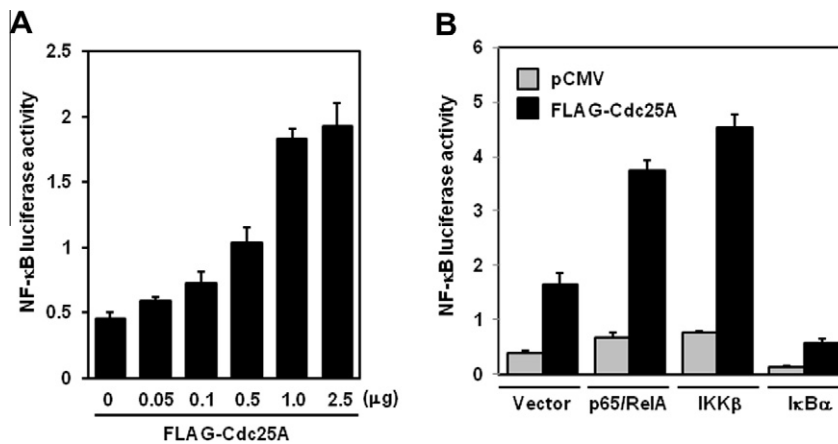 A
NF-κB luciferase activity
2.5
2
1.5
1
0.5
0
0 0.05 0.1 0.5 1.0 2.5 (μg)
FLAG-Cdc25A
B
NF-κB luciferase activity
6
5
4
3
2
1
0
pCMV
FLAG-Cdc25A
Vector p65/RelA IKKβ IκBα